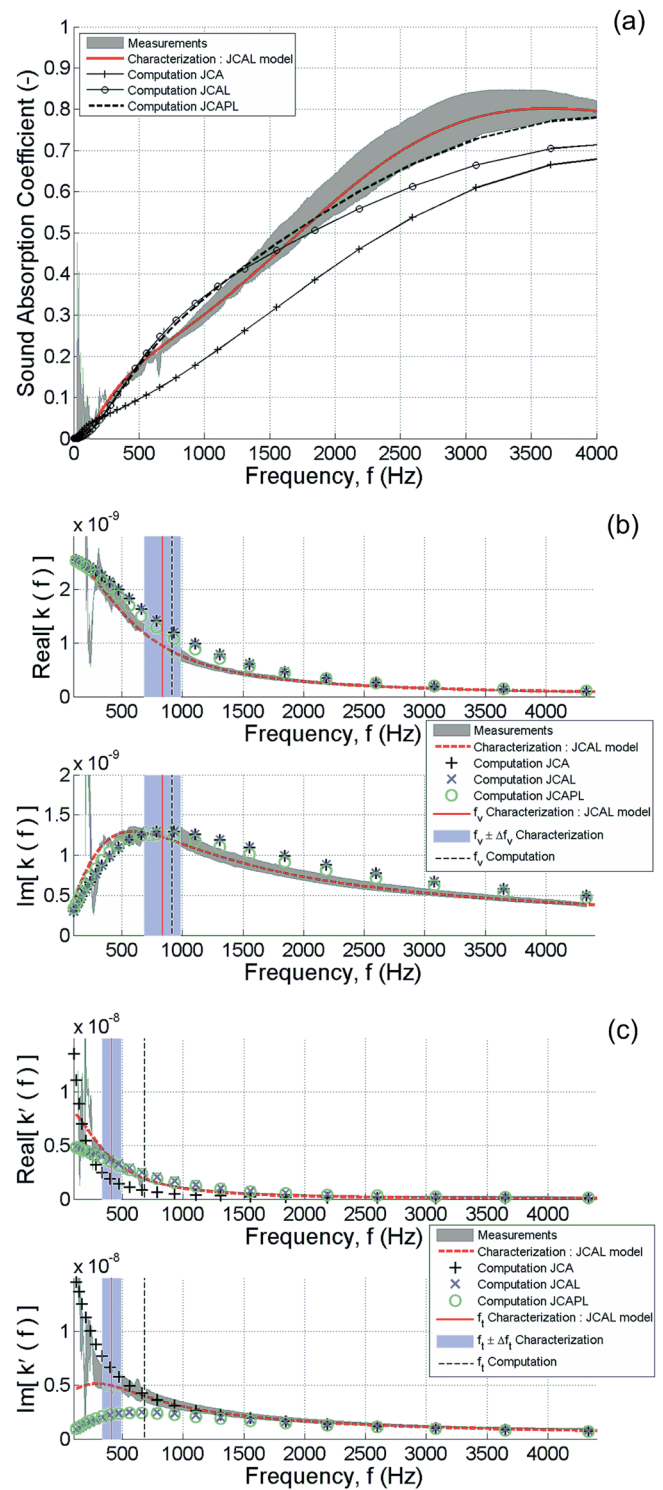 (a)
Measurements
Characterization : JCAL model
Computation JCA
Computation JCAL
Computation JCAPL
1
0.9
0.8
0.7
0.6
0.5
0.4
0.3
0.2
0.1
0
Sound Absorption Coefficient (-)
0 500 1000 1500 2000 2500 3000 3500 4000
Frequency, f (Hz)
(b)
x 10⁻⁹
2
1
0
Real[ k ( f ) ]
500 1000 1500 2000 2500 3000 3500 4000
Frequency, f (Hz)
Measurements
Characterization : JCAL model
Computation JCA
Computation JCAL
Computation JCAPL
fᵥ Characterization : JCAL model
fᵥ ± Δfᵥ Characterization
fᵥ Computation
x 10⁻⁹
2
1.5
1
0.5
0
Im[ k ( f ) ]
500 1000 1500 2000 2500 3000 3500 4000
Frequency, f (Hz)
(c)
x 10⁻⁸
1
0.5
0
Real[ k′ ( f ) ]
500 1000 1500 2000 2500 3000 3500 4000
Frequency, f (Hz)
Measurements
Characterization : JCAL model
Computation JCA
Computation JCAL
Computation JCAPL
fₜ Characterization : JCAL model
fₜ ± Δfₜ Characterization
fₜ Computation
x 10⁻⁸
1
0.5
0
Im[ k′ ( f ) ]
500 1000 1500 2000 2500 3000 3500 4000
Frequency, f (Hz)